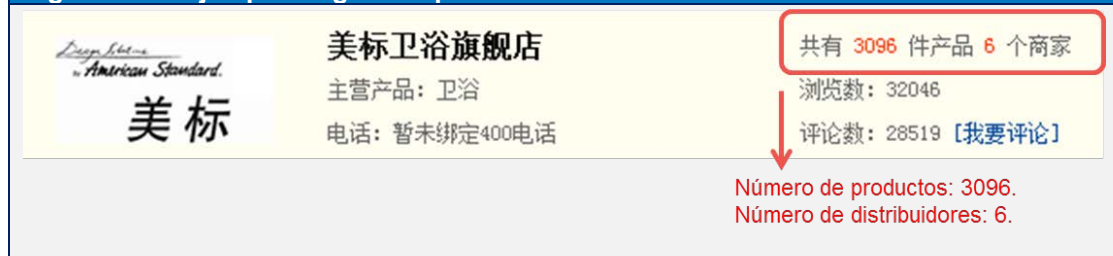 Design Solutions
by American Standard.
美标
美标卫浴旗舰店
主营产品: 卫浴
电话: 暂未绑定400电话
共有 3096 件产品 6 个商家
浏览数: 32046
评论数: 28519 [我要评论]
Número de productos: 3096.
Número de distribuidores: 6.